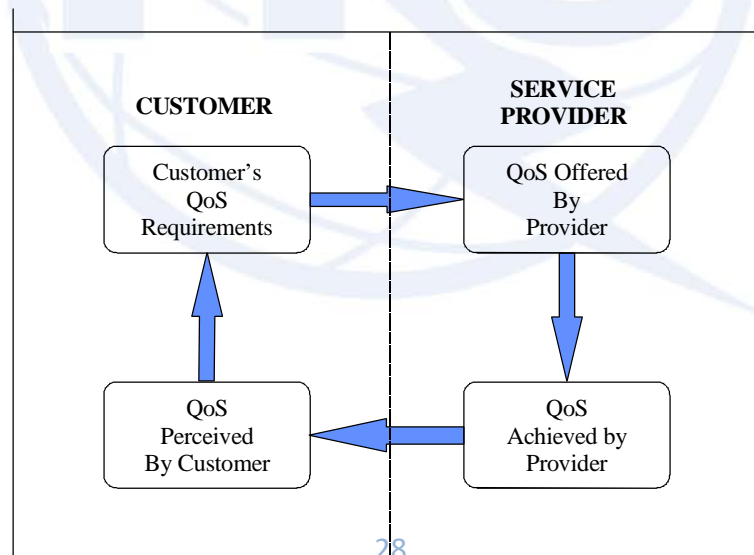 CUSTOMER
SERVICE
PROVIDER
Customer's
QoS
Requirements
QoS Offered
By
Provider
QoS
Perceived
By Customer
QoS
Achieved by
Provider
28